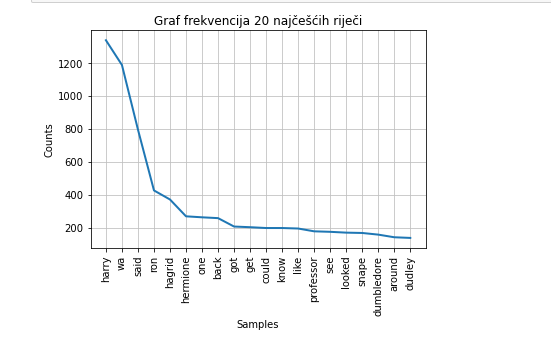 Graf frekvencija 20 najčešćih riječi
1200
1000
800
600
400
200
Counts
harry
wa
said
ron
hagrid
hermione
one
back
got
get
could
know
like
professor
see
looked
snape
dumbledore
around
dudley
Samples